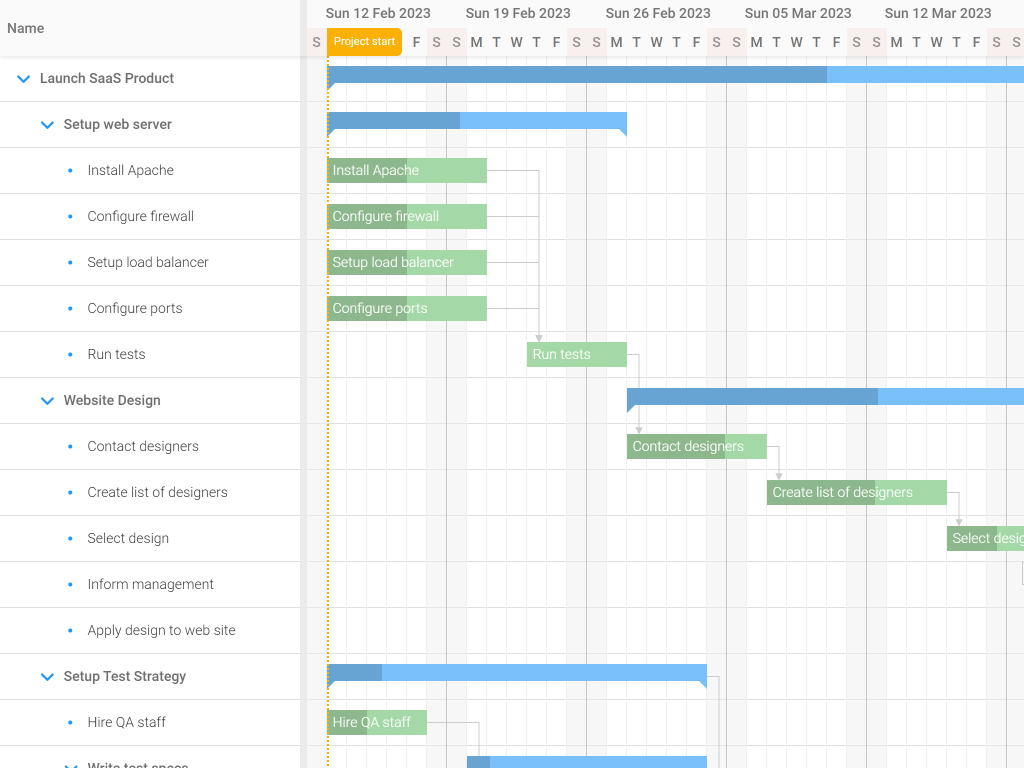 Name
Sun 12 Feb 2023 Sun 19 Feb 2023 Sun 26 Feb 2023 Sun 05 Mar 2023 Sun 12 Mar 2023
S Project start F S S M T W T F S S M T W T F S S M T W T F S S M T W T F S S
Launch SaaS Product
Setup web server
Install Apache Install Apache
Configure firewall Configure firewall
Setup load balancer Setup load balancer
Configure ports Configure ports
Run tests Run tests
Website Design
Contact designers Contact designers
Create list of designers Create list of designers
Select design Select desig
Inform management
Apply design to web site
Setup Test Strategy
Hire QA staff Hire QA staff
Write test specs